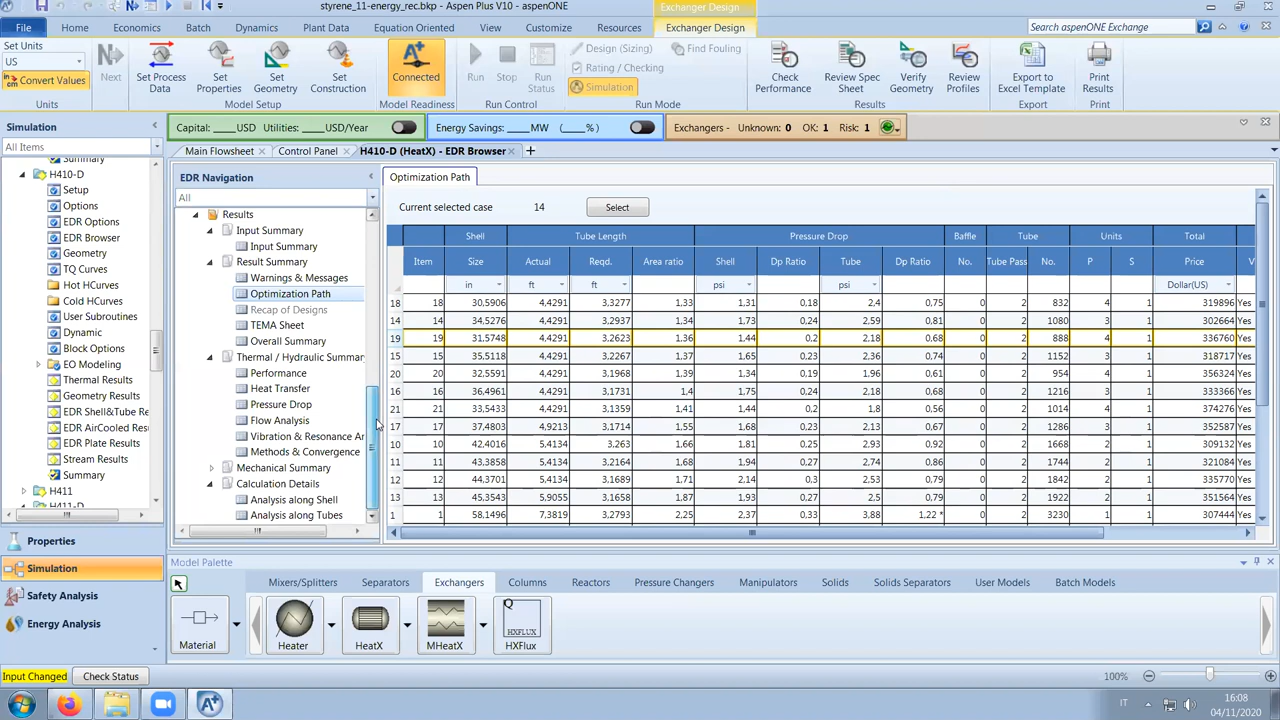 styrene_11-energy_rec.bkp - Aspen Plus V10 - aspenONE
Exchanger Design
File Home Economics Batch Dynamics Plant Data Equation Oriented View Customize Resources Exchanger Design Search aspenONE Exchange
Set Units
US
Convert Values
Units
Next
Set Process Data
Set Properties
Set Geometry
Set Construction
Model Setup
Connected
Model Readiness
Run
Stop
Run Status
Run Control
Design (Sizing)
Find Fouling
Rating / Checking
Simulation
Run Mode
Check Performance
Review Spec Sheet
Verify Geometry
Review Profiles
Results
Export to Excel Template
Export
Print Results
Print
Simulation
All Items
Capital: ____USD Utilities: ____USD/Year
Energy Savings: ____MW (____%)
Exchangers - Unknown: 0 OK: 1 Risk: 1
Main Flowsheet
Control Panel
H410-D (HeatX) - EDR Browser
Summary
H410-D
Setup
Options
EDR Options
EDR Browser
Geometry
TQ Curves
Hot HCurves
Cold HCurves
User Subroutines
Dynamic
Block Options
EO Modeling
Thermal Results
Geometry Results
EDR Shell&Tube Re
EDR AirCooled Resu
EDR Plate Results
Stream Results
Summary
H411
H411-D
EDR Navigation
All
Results
Input Summary
Input Summary
Result Summary
Warnings & Messages
Optimization Path
Recap of Designs
TEMA Sheet
Overall Summary
Thermal / Hydraulic Summary
Performance
Heat Transfer
Pressure Drop
Flow Analysis
Vibration & Resonance An
Methods & Convergence
Mechanical Summary
Calculation Details
Analysis along Shell
Analysis along Tubes
Optimization Path
Current selected case 14 Select
Shell Tube Length Pressure Drop Baffle Tube Units Total
Item Size Actual Reqd. Area ratio Shell Dp Ratio Tube Dp Ratio No. Tube Pass No. P S Price V
in ft ft psi psi Dollar(US)
18 18 30,5906 4,4291 3,3277 1,33 1,31 0,18 2,4 0,75 0 2 832 4 1 319896 Yes
14 14 34,5276 4,4291 3,2937 1,34 1,73 0,24 2,59 0,81 0 2 1080 3 1 302664 Yes
19 19 31,5748 4,4291 3,2623 1,36 1,44 0,2 2,18 0,68 0 2 888 4 1 336760 Yes
15 15 35,5118 4,4291 3,2267 1,37 1,65 0,23 2,36 0,74 0 2 1152 3 1 318717 Yes
20 20 32,5591 4,4291 3,1968 1,39 1,34 0,19 1,96 0,61 0 2 954 4 1 356324 Yes
16 16 36,4961 4,4291 3,1731 1,4 1,75 0,24 2,18 0,68 0 2 1216 3 1 333366 Yes
21 21 33,5433 4,4291 3,1359 1,41 1,44 0,2 1,8 0,56 0 2 1014 4 1 374276 Yes
17 17 37,4803 4,9213 3,1714 1,55 1,68 0,23 2,13 0,67 0 2 1286 3 1 352587 Yes
10 10 42,4016 5,4134 3,263 1,66 1,81 0,25 2,93 0,92 0 2 1668 2 1 309132 Yes
11 11 43,3858 5,4134 3,2164 1,68 1,94 0,27 2,74 0,86 0 2 1744 2 1 321084 Yes
12 12 44,3701 5,4134 3,1689 1,71 2,14 0,3 2,53 0,79 0 2 1842 2 1 335770 Yes
13 13 45,3543 5,9055 3,1658 1,87 1,93 0,27 2,5 0,79 0 2 1922 2 1 351564 Yes
1 1 58,1496 7,3819 3,2793 2,25 2,37 0,33 3,88 1,22 * 0 2 3230 1 1 307444 Yes
Properties
Simulation
Safety Analysis
Energy Analysis
Model Palette
Mixers/Splitters Separators Exchangers Columns Reactors Pressure Changers Manipulators Solids Solids Separators User Models Batch Models
Material
Heater
HeatX
MHeatX
Q
HXFLUX
HXFlux
Input Changed Check Status 100%
IT
16:08
04/11/2020